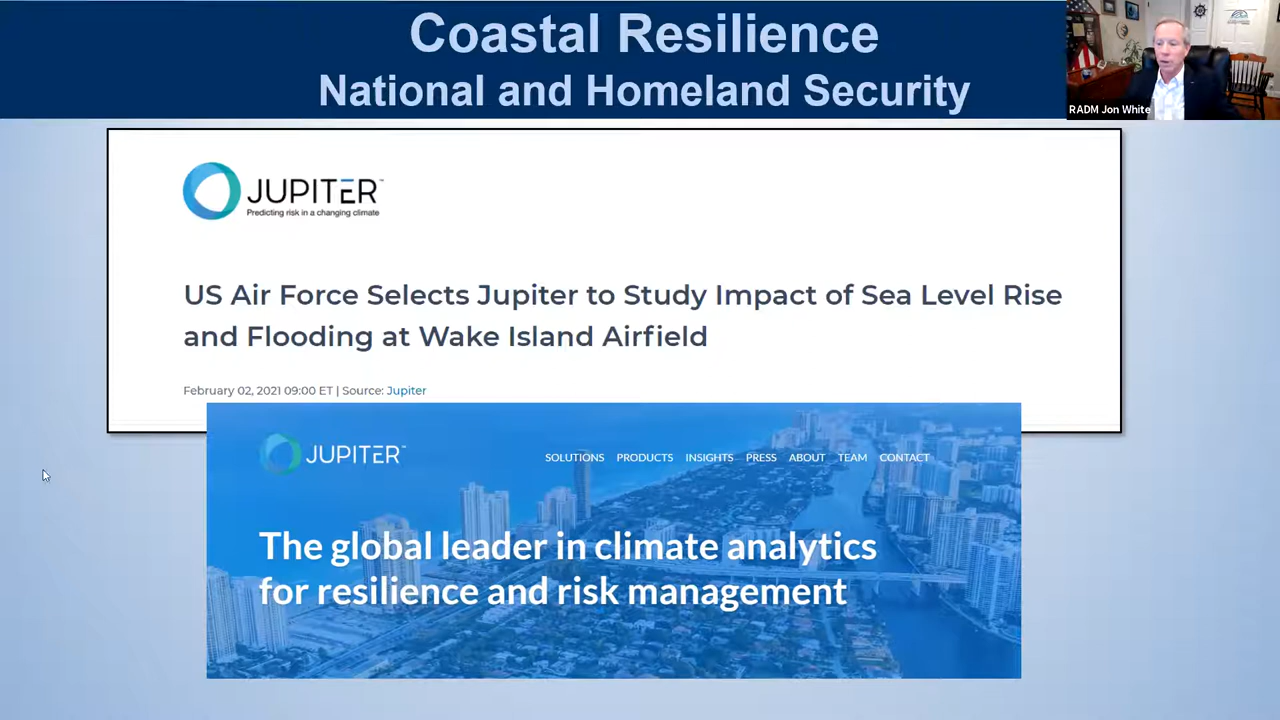 Coastal Resilience
National and Homeland Security
RADM Jon White
JUPITER™
Predicting risk in a changing climate
US Air Force Selects Jupiter to Study Impact of Sea Level Rise
and Flooding at Wake Island Airfield
February 02, 2021 09:00 ET | Source: Jupiter
JUPITER™
SOLUTIONS PRODUCTS INSIGHTS PRESS ABOUT TEAM CONTACT
The global leader in climate analytics
for resilience and risk management